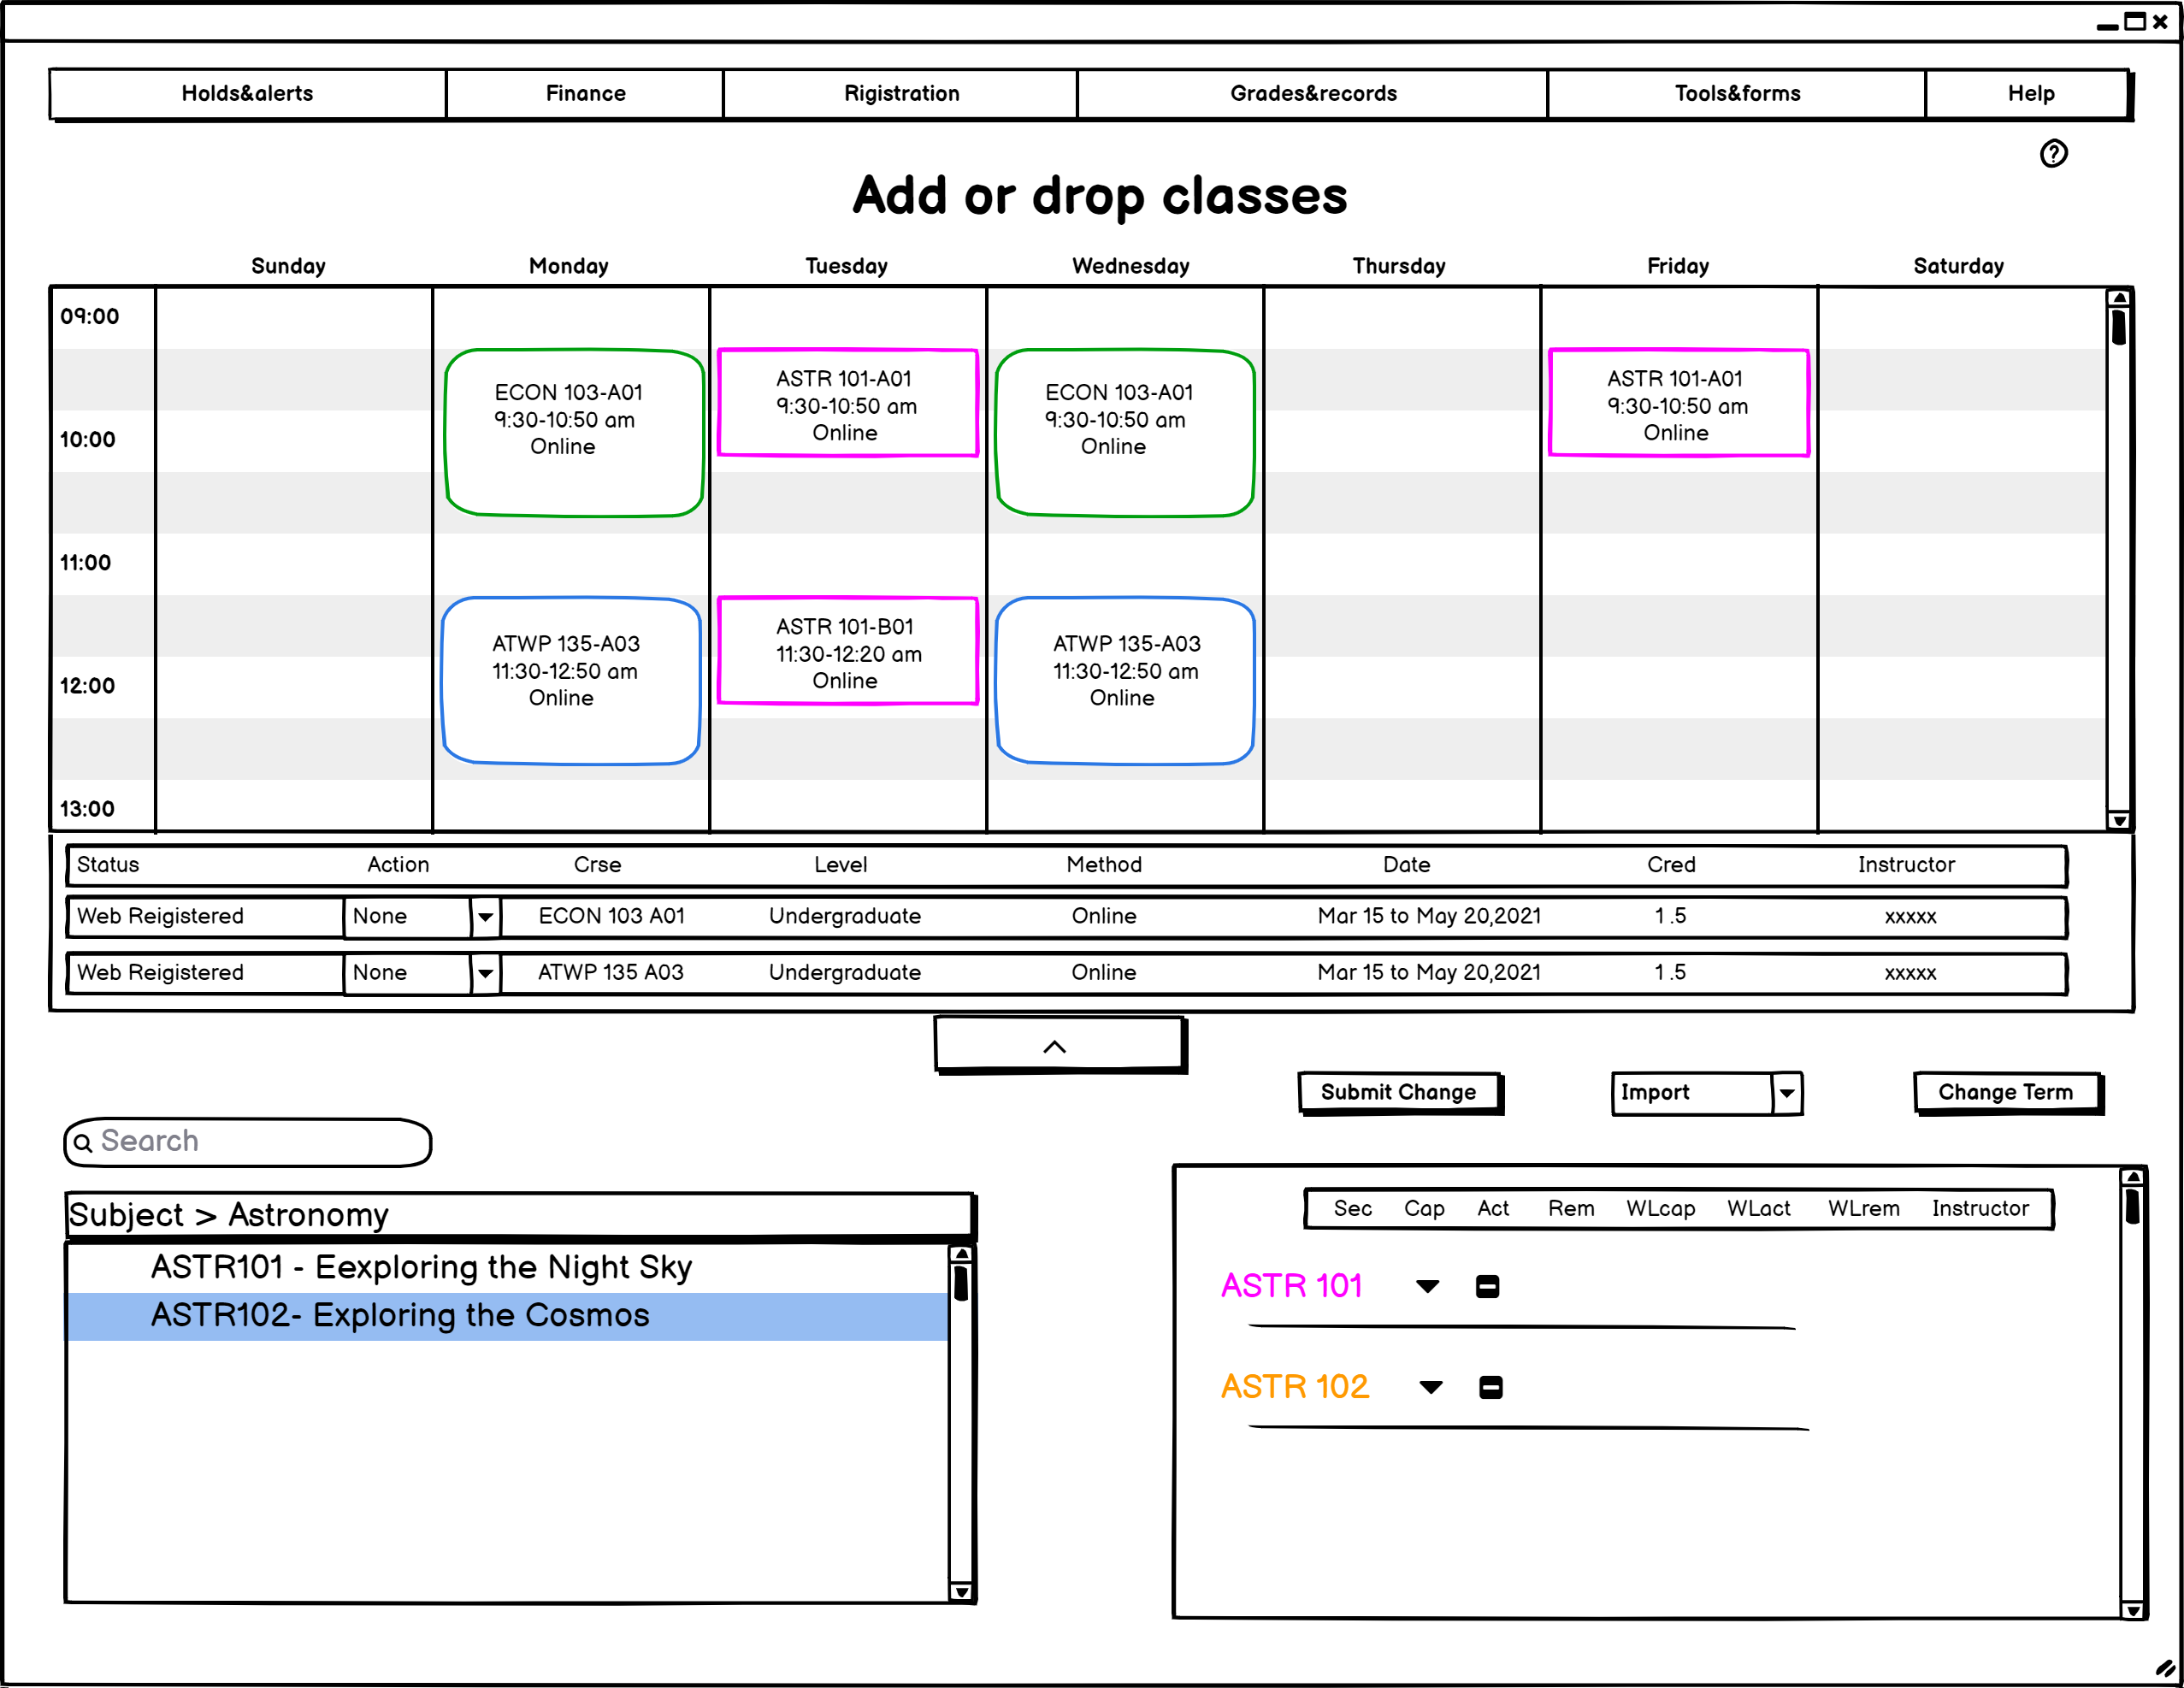 Holds&alerts Finance Rigistration Grades&records Tools&forms Help
?
Add or drop classes
Sunday Monday Tuesday Wednesday Thursday Friday Saturday
09:00
ECON 103-A01
9:30-10:50 am
Online
ASTR 101-A01
9:30-10:50 am
Online
ECON 103-A01
9:30-10:50 am
Online
ASTR 101-A01
9:30-10:50 am
Online
10:00
11:00
ATWP 135-A03
11:30-12:50 am
Online
ASTR 101-B01
11:30-12:20 am
Online
ATWP 135-A03
11:30-12:50 am
Online
12:00
13:00
Status Action Crse Level Method Date Cred Instructor
Web Reigistered None ECON 103 A01 Undergraduate Online Mar 15 to May 20,2021 1.5 xxxxx
Web Reigistered None ATWP 135 A03 Undergraduate Online Mar 15 to May 20,2021 1.5 xxxxx
Submit Change Import Change Term
Search
Subject > Astronomy
ASTR101 - Eexploring the Night Sky
ASTR102- Exploring the Cosmos
Sec Cap Act Rem WLcap WLact WLrem Instructor
ASTR 101
ASTR 102